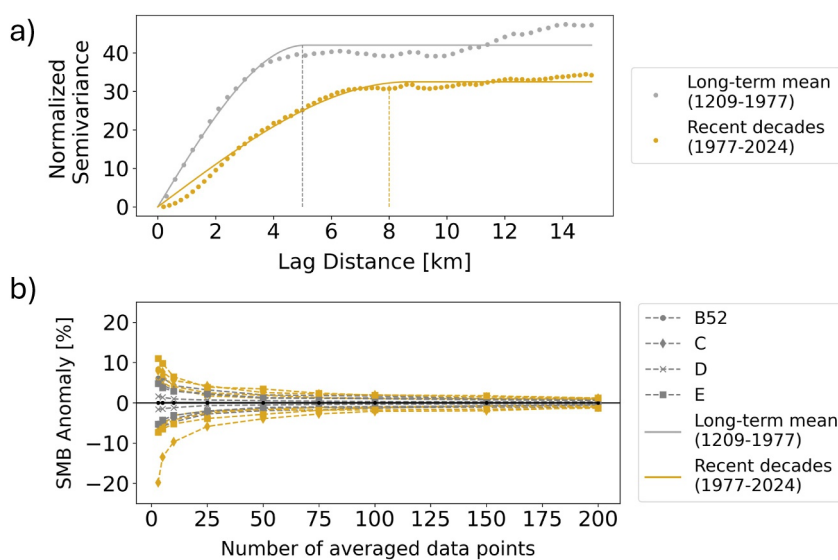 a)
Normalized
Semivariance
40
30
20
10
0
0 2 4 6 8 10 12 14
Lag Distance [km]
Long-term mean
(1209-1977)
Recent decades
(1977-2024)
b)
SMB Anomaly [%]
20
10
0
−10
−20
0 25 50 75 100 125 150 175 200
Number of averaged data points
B52
C
D
E
Long-term mean
(1209-1977)
Recent decades
(1977-2024)